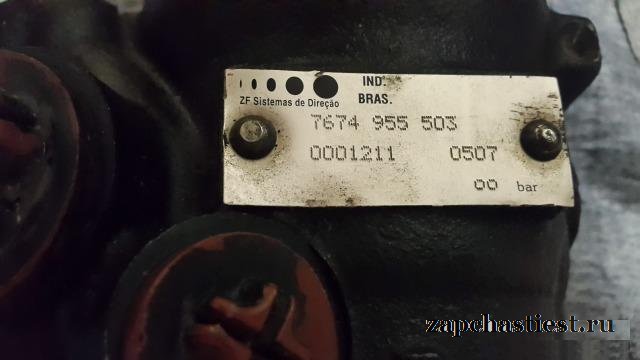 IND.
BRAS.
ZF Sistemas de Direção
7674 955 503
0001211 0507
00 bar
zapchastiest.ru